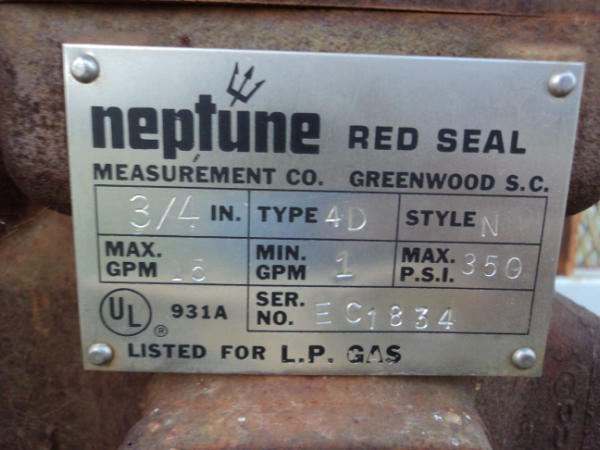 neptune RED SEAL
MEASUREMENT CO. GREENWOOD S.C.
3/4 IN. TYPE 4D STYLE N
MAX. GPM 15 MIN. GPM 1 MAX. P.S.I. 350
UL ® 931A SER. NO. EC1834
LISTED FOR L.P. GAS